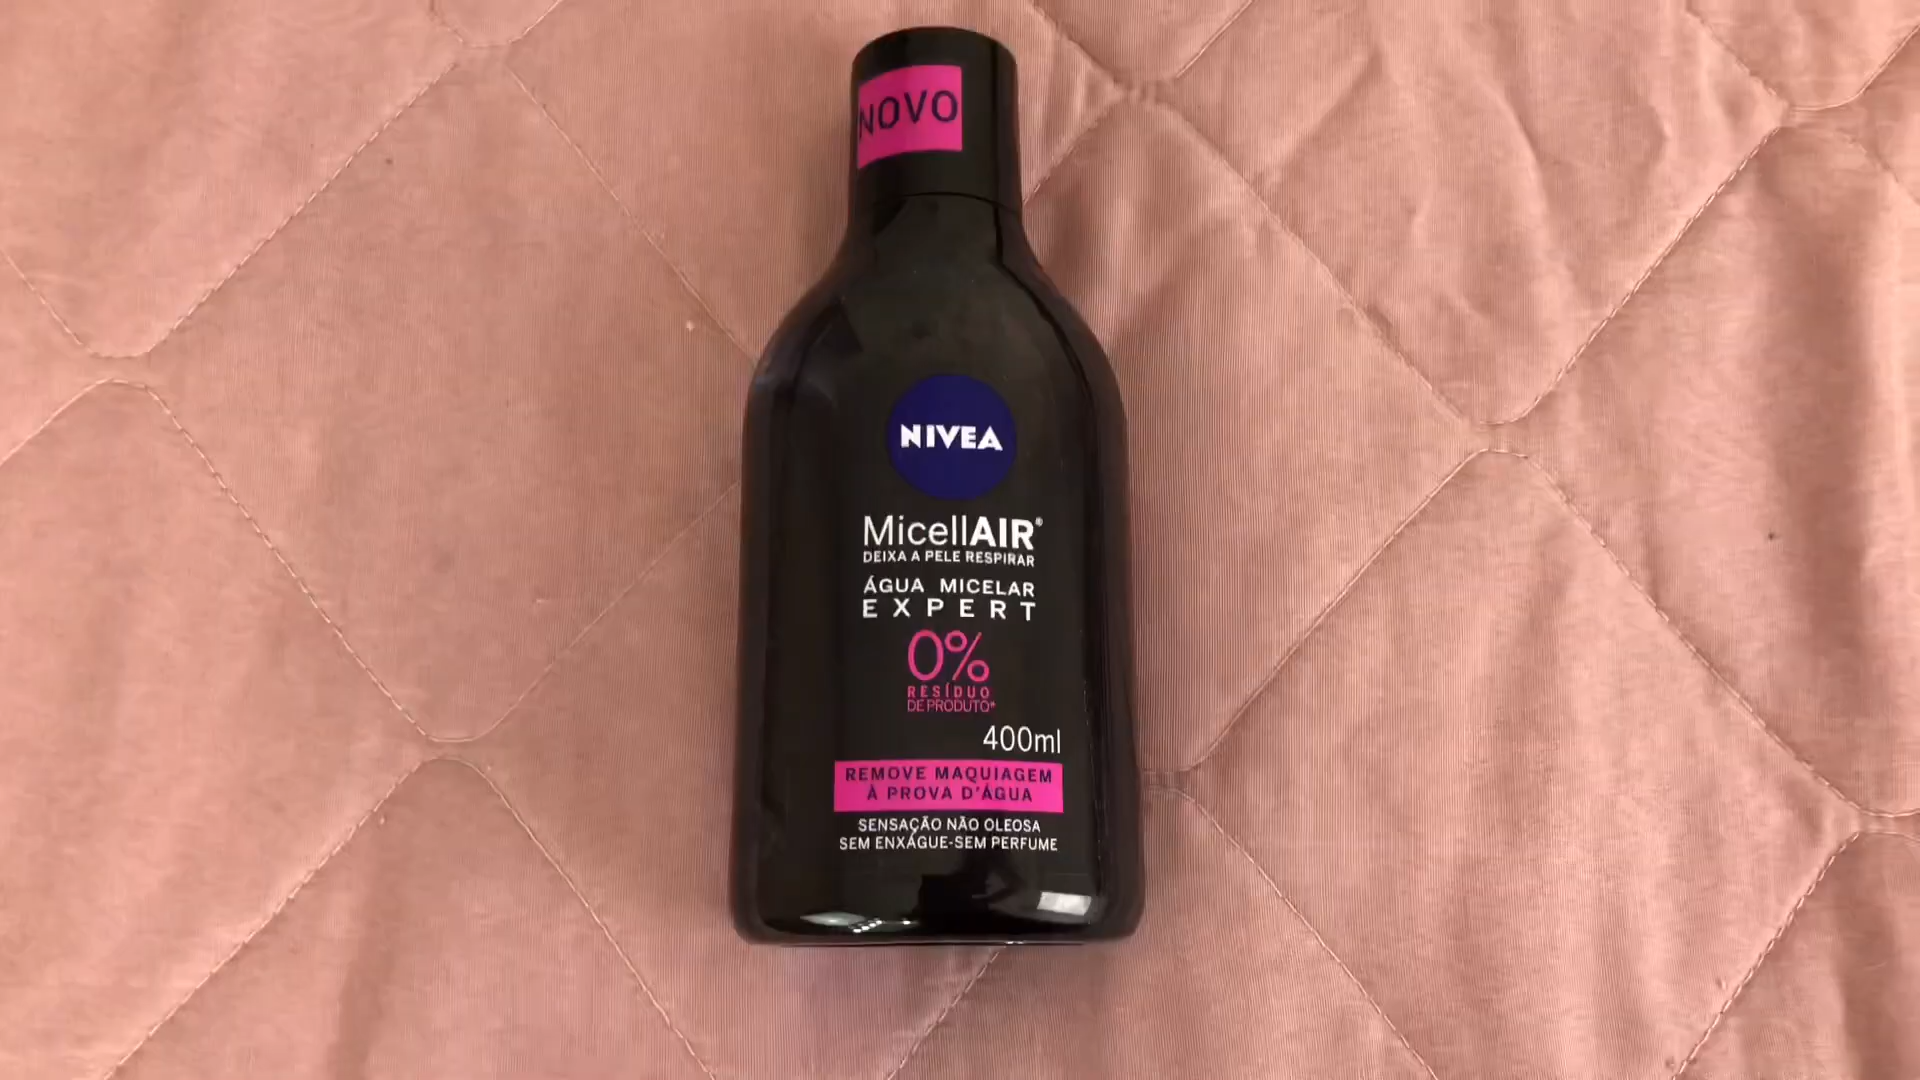 NOVO
NIVEA
MicellAIR®
DEIXA A PELE RESPIRAR
ÁGUA MICELAR
EXPERT
0%
RESÍDUO
DE PRODUTO*
400ml
REMOVE MAQUIAGEM
À PROVA D'ÁGUA
SENSAÇÃO NÃO OLEOSA
SEM ENXÁGUE-SEM PERFUME